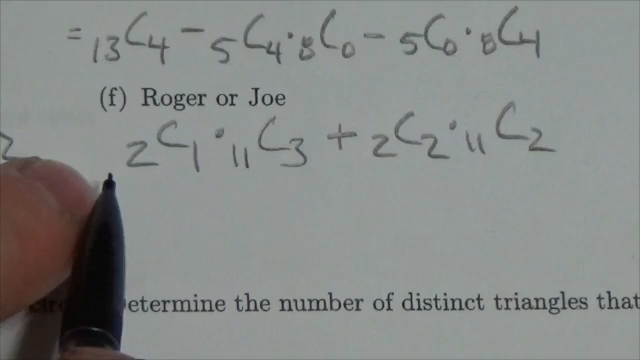 = ₁₃C₄ - ₅C₄·₈C₀ - ₅C₀·₈C₄
(f) Roger or Joe
₂C₁·₁₁C₃ + ₂C₂·₁₁C₂
etermine the number of distinct triangles that